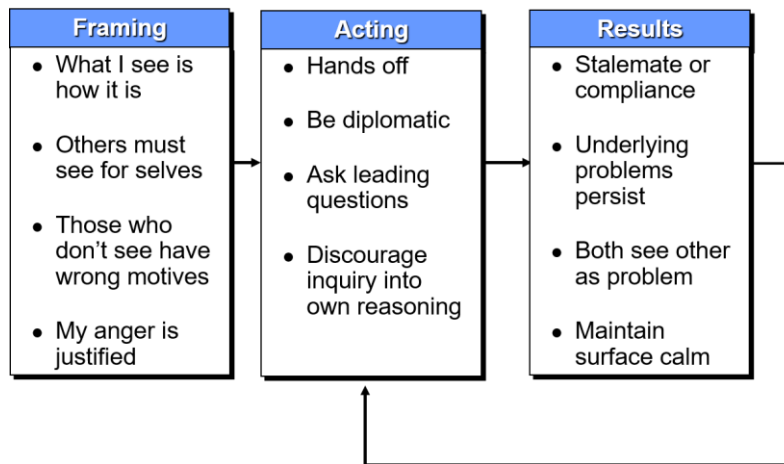 Framing
• What I see is
how it is
• Others must
see for selves
• Those who
don't see have
wrong motives
• My anger is
justified
Acting
• Hands off
• Be diplomatic
• Ask leading
questions
• Discourage
inquiry into
own reasoning
Results
• Stalemate or
compliance
• Underlying
problems
persist
• Both see other
as problem
• Maintain
surface calm